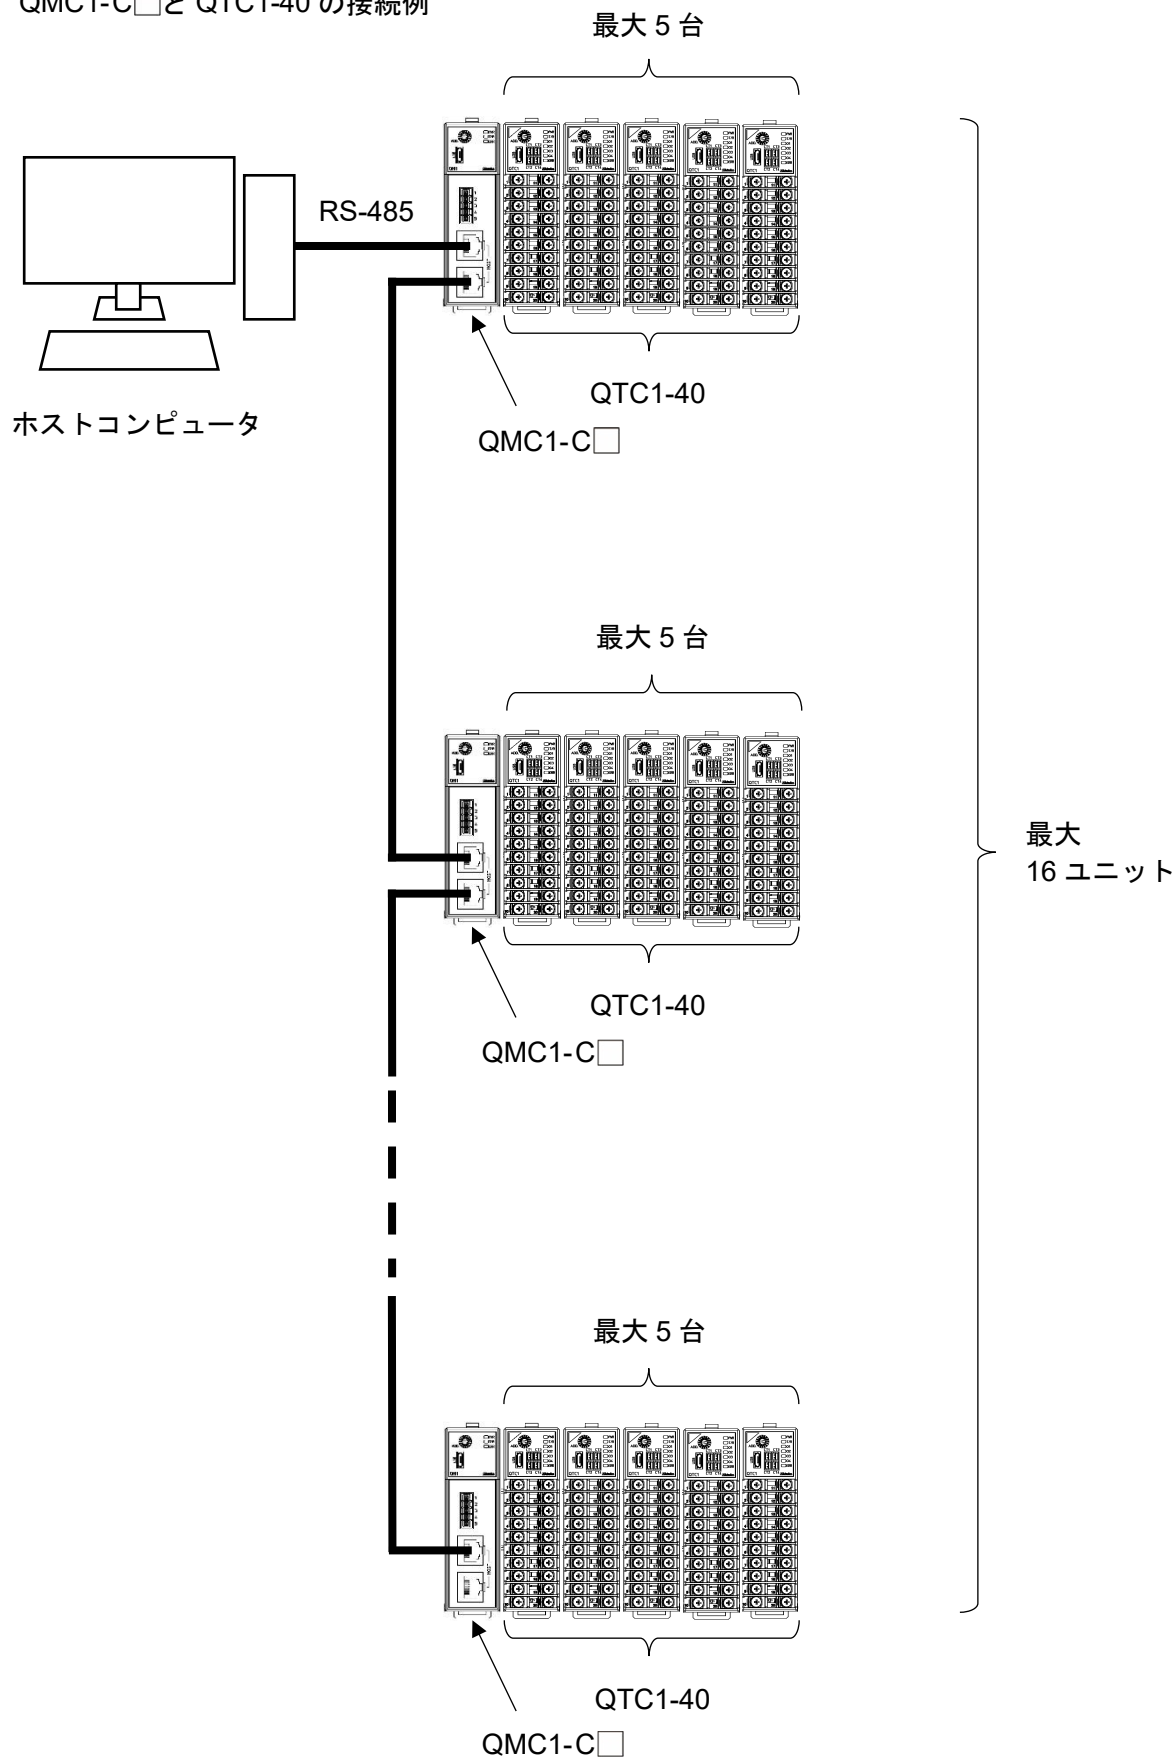 QMC1-C□と QTC1-40 の接続例
最大 5 台
RS-485
QTC1-40
QMC1-C□
ホストコンピュータ
最大 5 台
最大
16 ユニット
QTC1-40
QMC1-C□
最大 5 台
QTC1-40
QMC1-C□